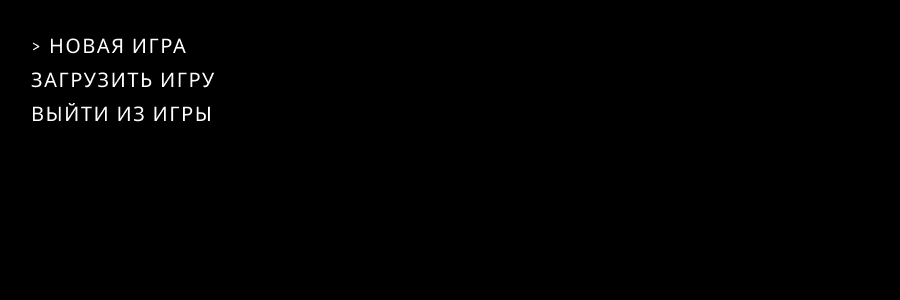 > НОВАЯ ИГРА
ЗАГРУЗИТЬ ИГРУ
ВЫЙТИ ИЗ ИГРЫ